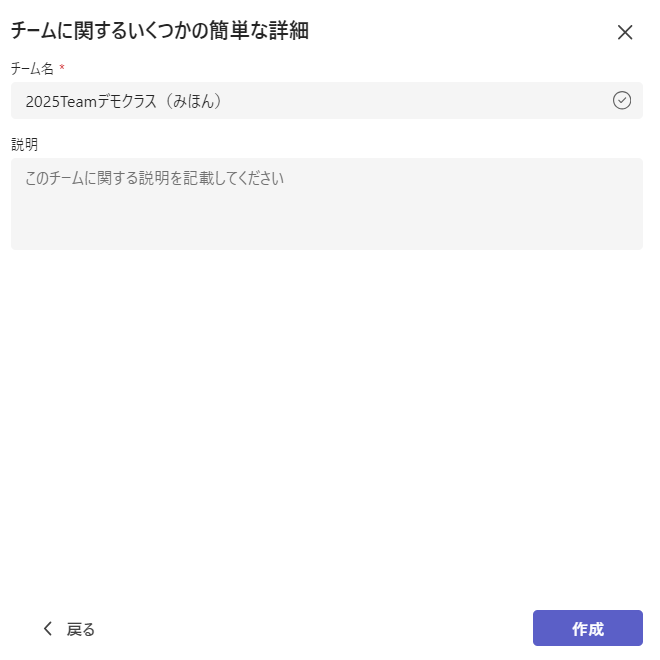 チームに関するいくつかの簡単な詳細
チーム名 *
2025Teamデモクラス（みほん）
説明
このチームに関する説明を記載してください
戻る
作成